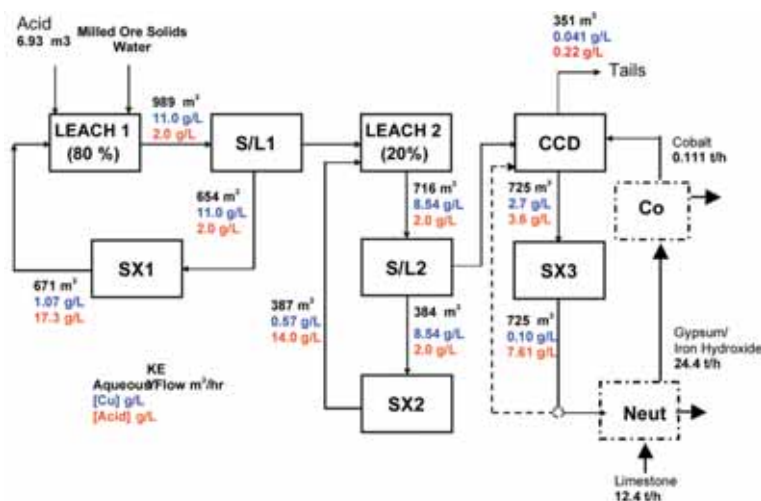 Acid
6.93 m3
Milled Ore Solids
Water
LEACH 1
(80 %)
989 m³
11.0 g/L
2.0 g/L
S/L1
LEACH 2
(20%)
351 m³
0.041 g/L
0.22 g/L
Tails
CCD
Cobalt
0.111 t/h
Co
654 m³
11.0 g/L
2.0 g/L
SX1
671 m³
1.07 g/L
17.3 g/L
716 m³
8.54 g/L
2.0 g/L
S/L2
725 m³
2.7 g/L
3.6 g/L
SX3
387 m³
0.57 g/L
14.0 g/L
384 m³
8.54 g/L
2.0 g/L
SX2
725 m³
0.10 g/L
7.61 g/L
Gypsum/
Iron Hydroxide
24.4 t/h
Neut
Limestone
12.4 t/h
KE
Aqueous Flow m³/hr
[Cu] g/L
[Acid] g/L